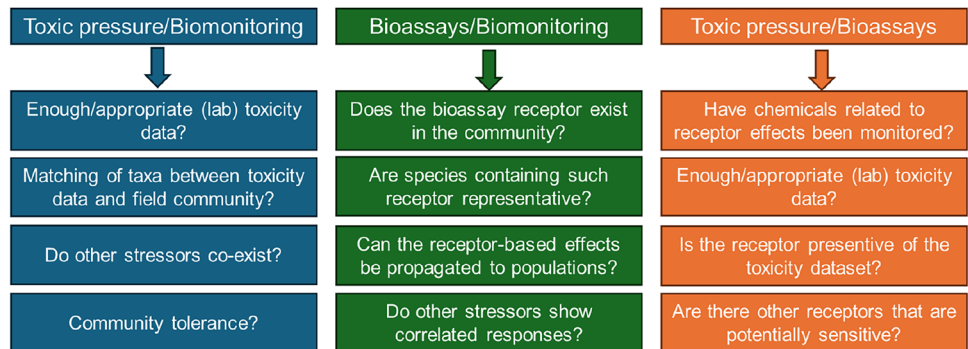 Toxic pressure/Biomonitoring
Enough/appropriate (lab) toxicity
data?
Matching of taxa between toxicity
data and field community?
Do other stressors co-exist?
Community tolerance?
Bioassays/Biomonitoring
Does the bioassay receptor exist
in the community?
Are species containing such
receptor representative?
Can the receptor-based effects
be propagated to populations?
Do other stressors show
correlated responses?
Toxic pressure/Bioassays
Have chemicals related to
receptor effects been monitored?
Enough/appropriate (lab) toxicity
data?
Is the receptor presentive of the
toxicity dataset?
Are there other receptors that are
potentially sensitive?